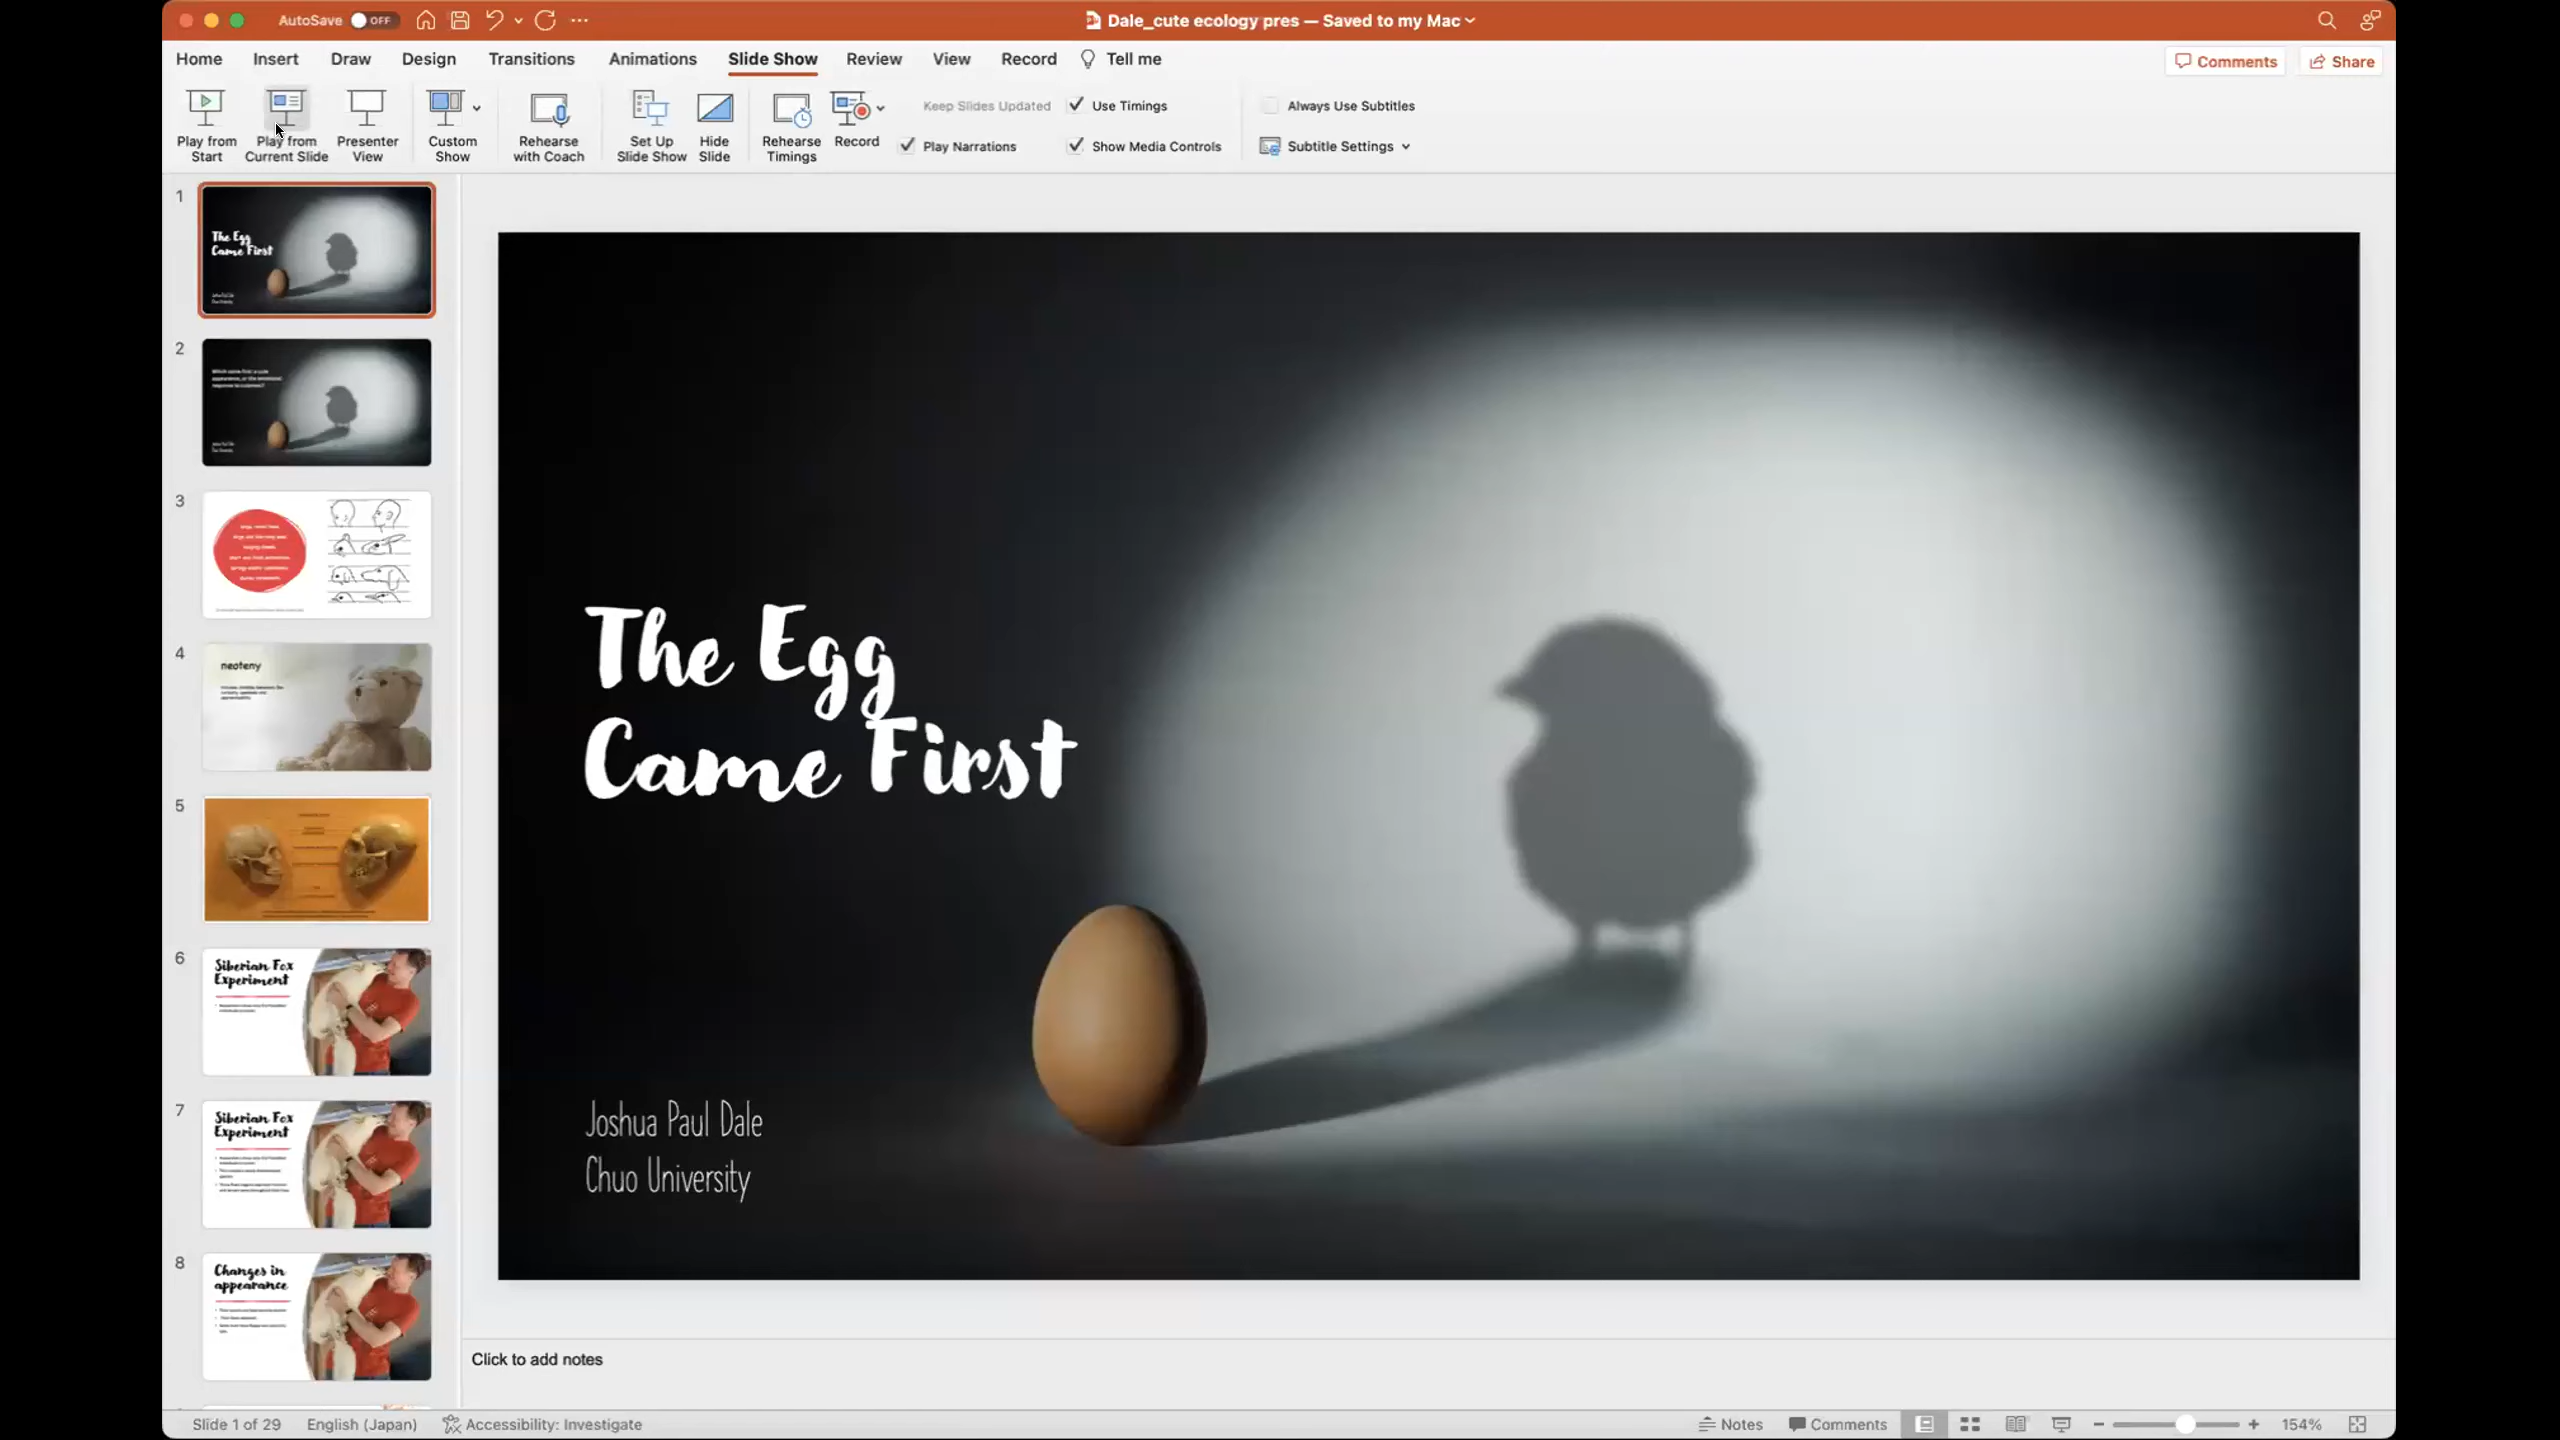 AutoSave OFF
Dale_cute ecology pres — Saved to my Mac
Home Insert Draw Design Transitions Animations Slide Show Review View Record Tell me
Comments Share
Play from Start
Play from Current Slide
Presenter View
Custom Show
Rehearse with Coach
Set Up Slide Show
Hide Slide
Rehearse Timings
Record
Keep Slides Updated
Use Timings
Play Narrations
Show Media Controls
Always Use Subtitles
Subtitle Settings
1
The Egg
Came First
2
3
4
neoteny
5
6
Siberian Fox
Experiment
7
Siberian Fox
Experiment
8
Changes in
appearance
The Egg
Came First
Joshua Paul Dale
Chuo University
Click to add notes
Slide 1 of 29 English (Japan) Accessibility: Investigate
Notes Comments 154%